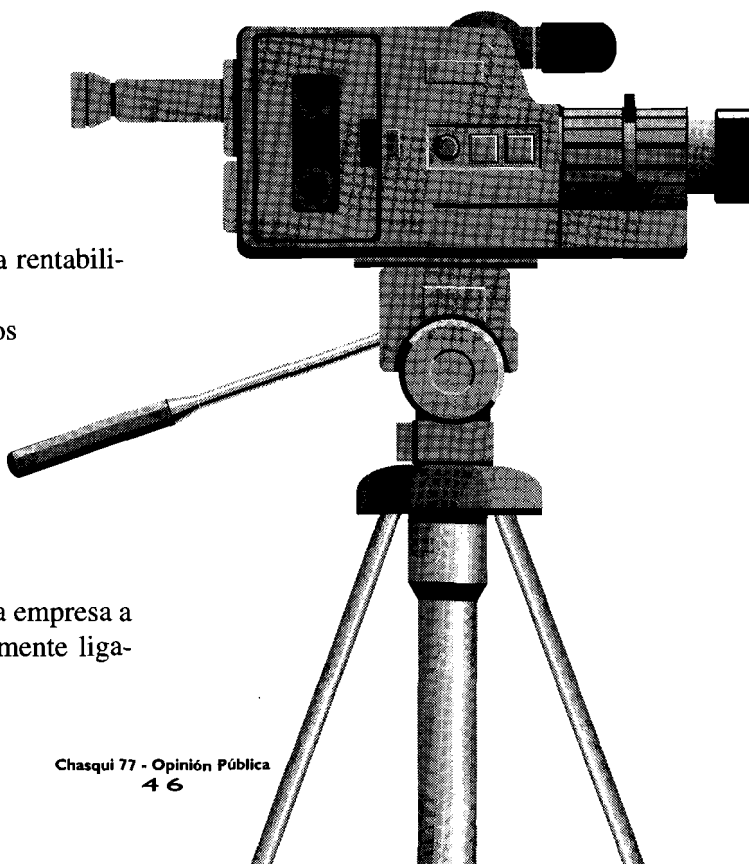 a rentabili-
os
a empresa a
mente liga-
Chasqui 77 - Opinión Pública
46